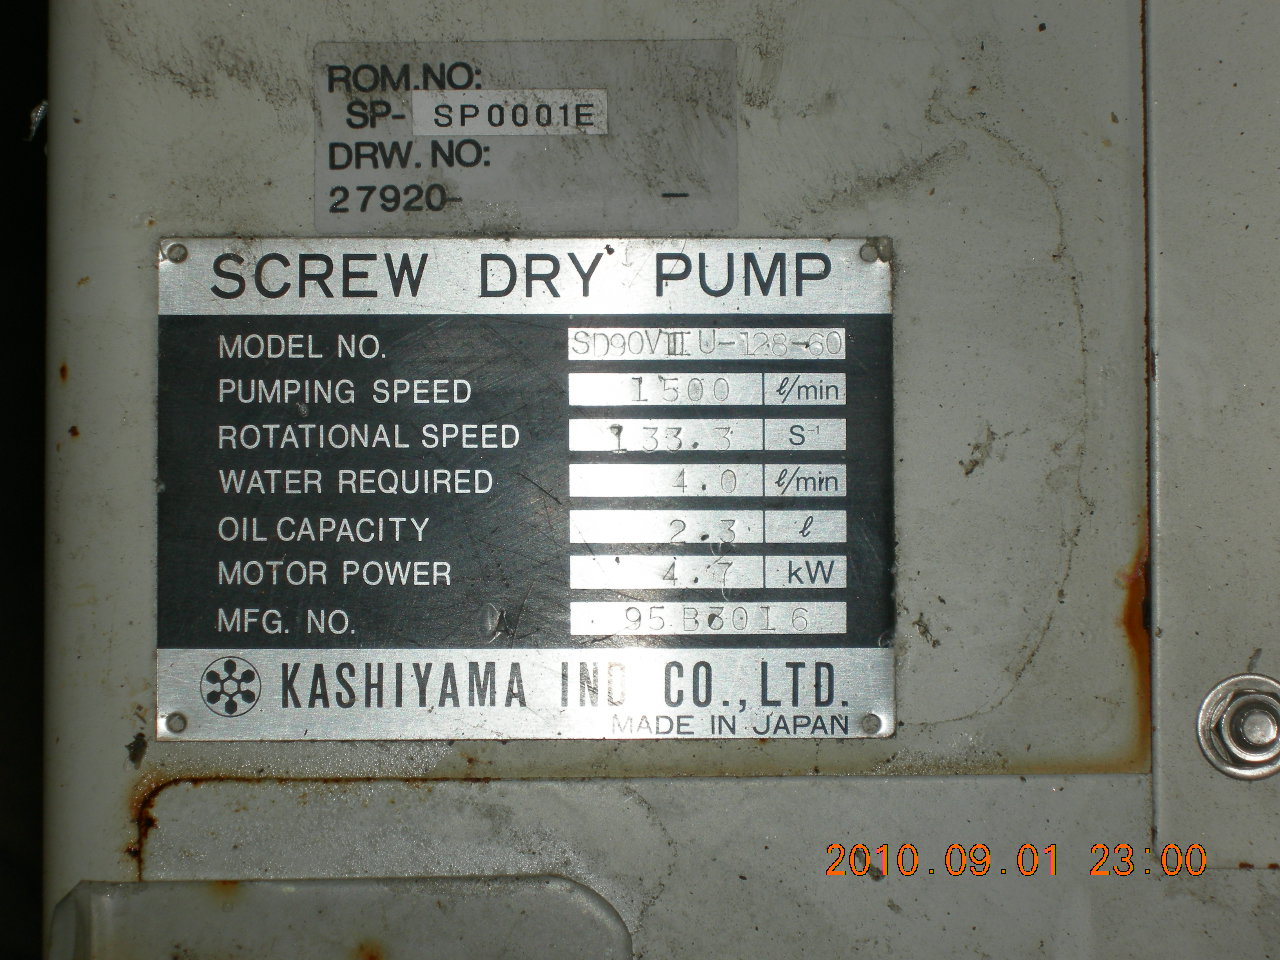 ROM.NO:
SP- SP0001E
DRW. NO:
27920- –
SCREW DRY PUMP
MODEL NO. SD90VⅢU-128-60
PUMPING SPEED 1500 ℓ/min
ROTATIONAL SPEED 133.3 S⁻¹
WATER REQUIRED 4.0 ℓ/min
OIL CAPACITY 2.3 ℓ
MOTOR POWER 4.7 kW
MFG. NO. 95B3016
KASHIYAMA IND CO.,LTD.
MADE IN JAPAN
2010.09.01 23:00